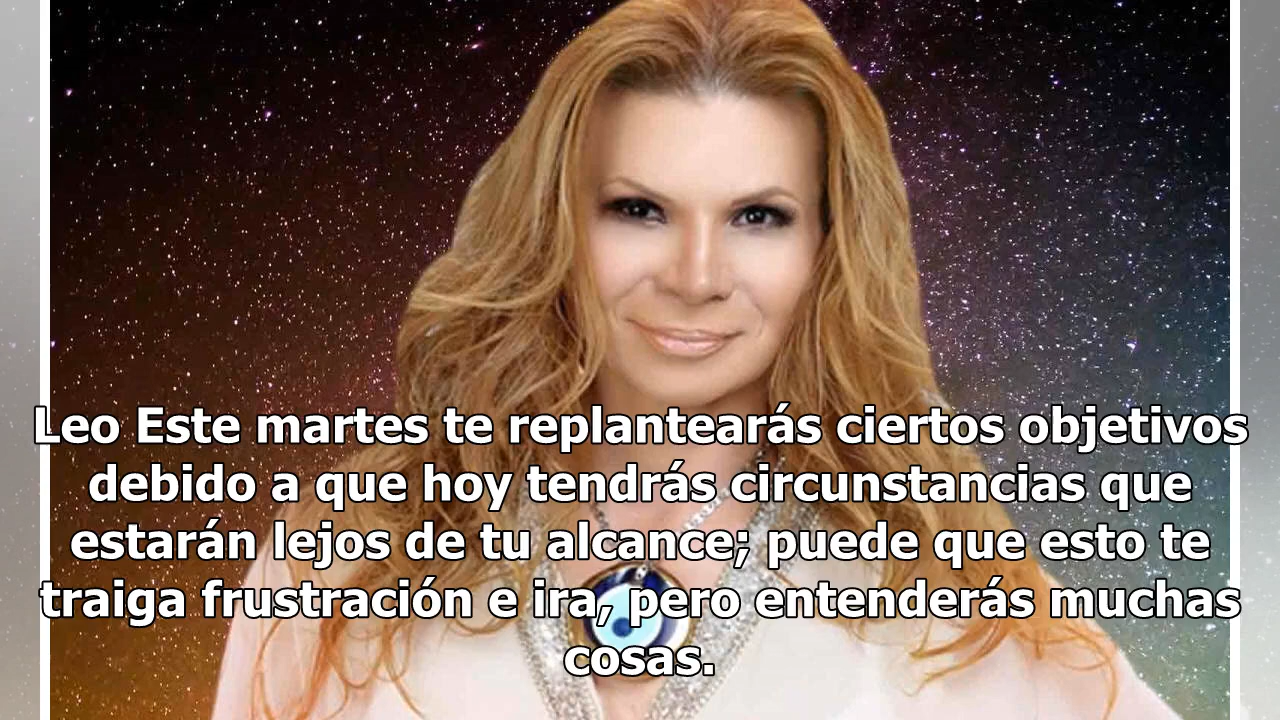 Leo Este martes te replantearás ciertos objetivos
debido a que hoy tendrás circunstancias que
estarán lejos de tu alcance; puede que esto te
traiga frustración e ira, pero entenderás muchas
cosas.